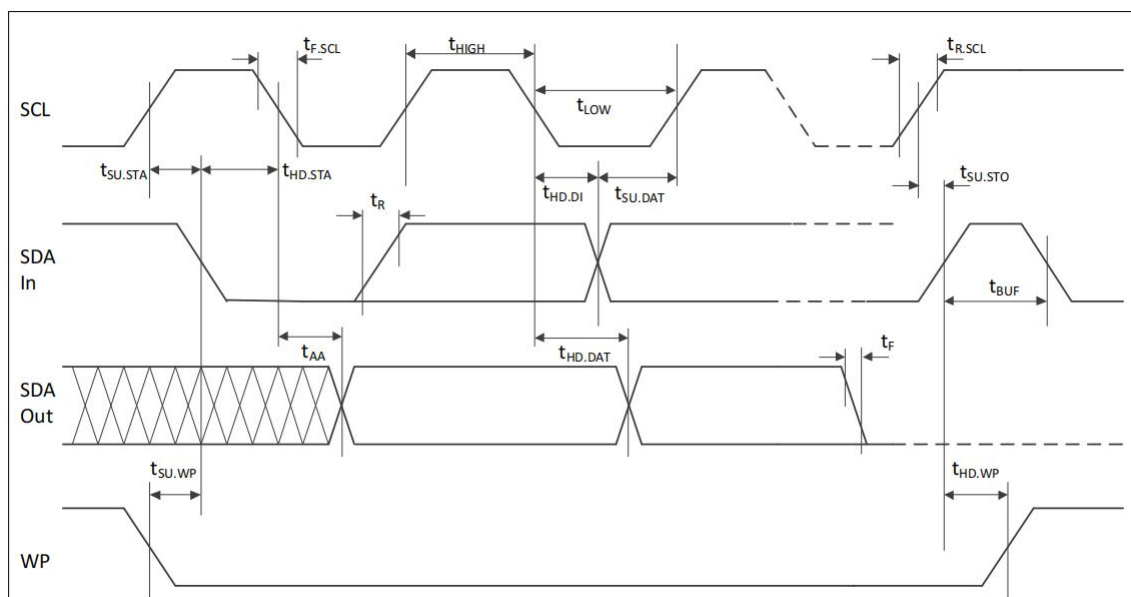 tF.SCL
tHIGH
tR.SCL
SCL
tLOW
tSU.STA
tHD.STA
tHD.DI
tSU.DAT
tSU.STO
tR
SDA
In
tBUF
tAA
tHD.DAT
tF
SDA
Out
tSU.WP
tHD.WP
WP